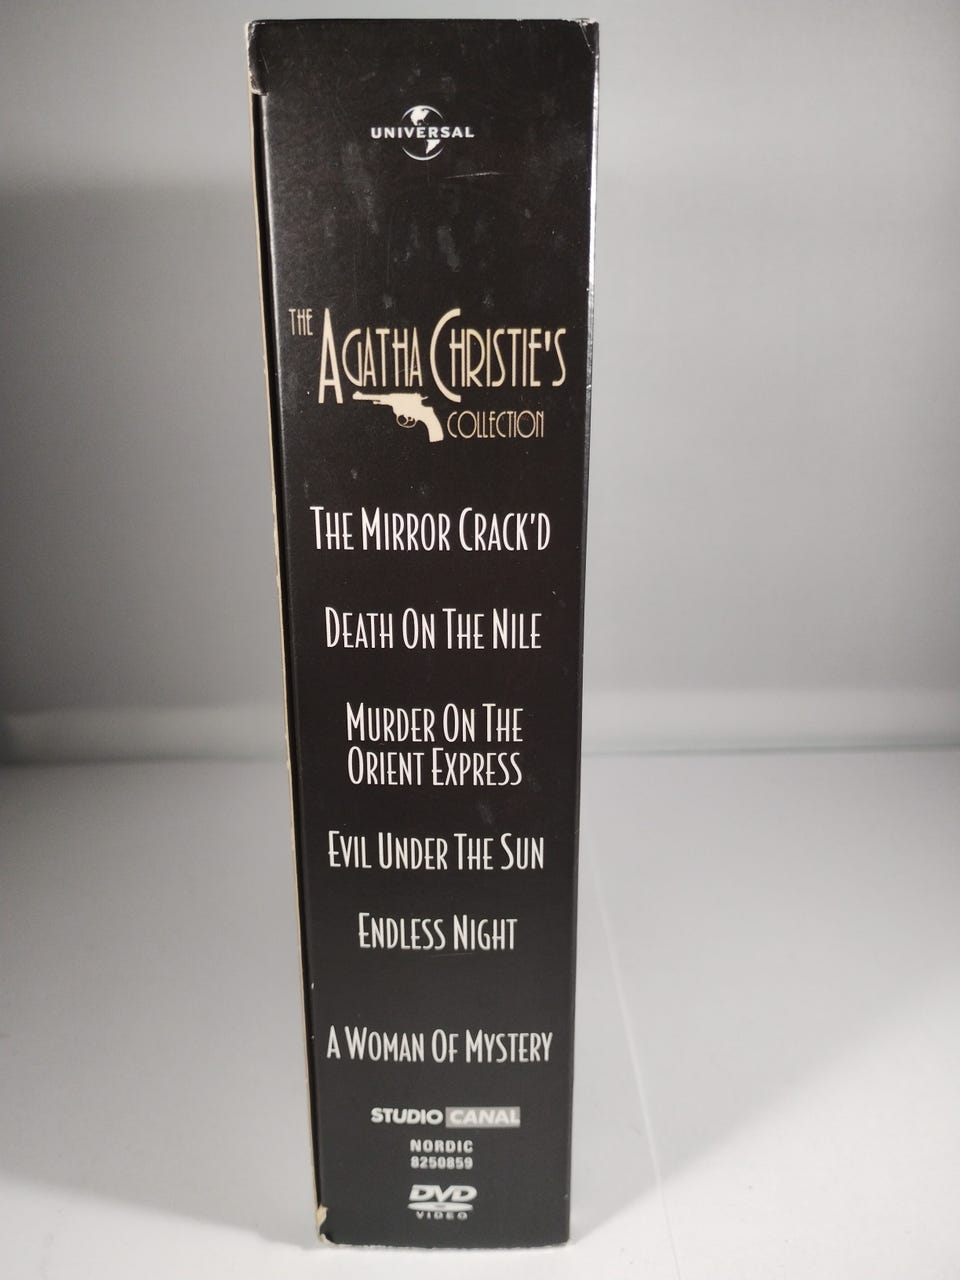 UNIVERSAL
THE
AGATHA CHRISTIE'S
COLLECTION
THE MIRROR CRACK'D
DEATH ON THE NILE
MURDER ON THE
ORIENT EXPRESS
EVIL UNDER THE SUN
ENDLESS NIGHT
A WOMAN OF MYSTERY
STUDIO CANAL
NORDIC
8250859
DVD
VIDEO